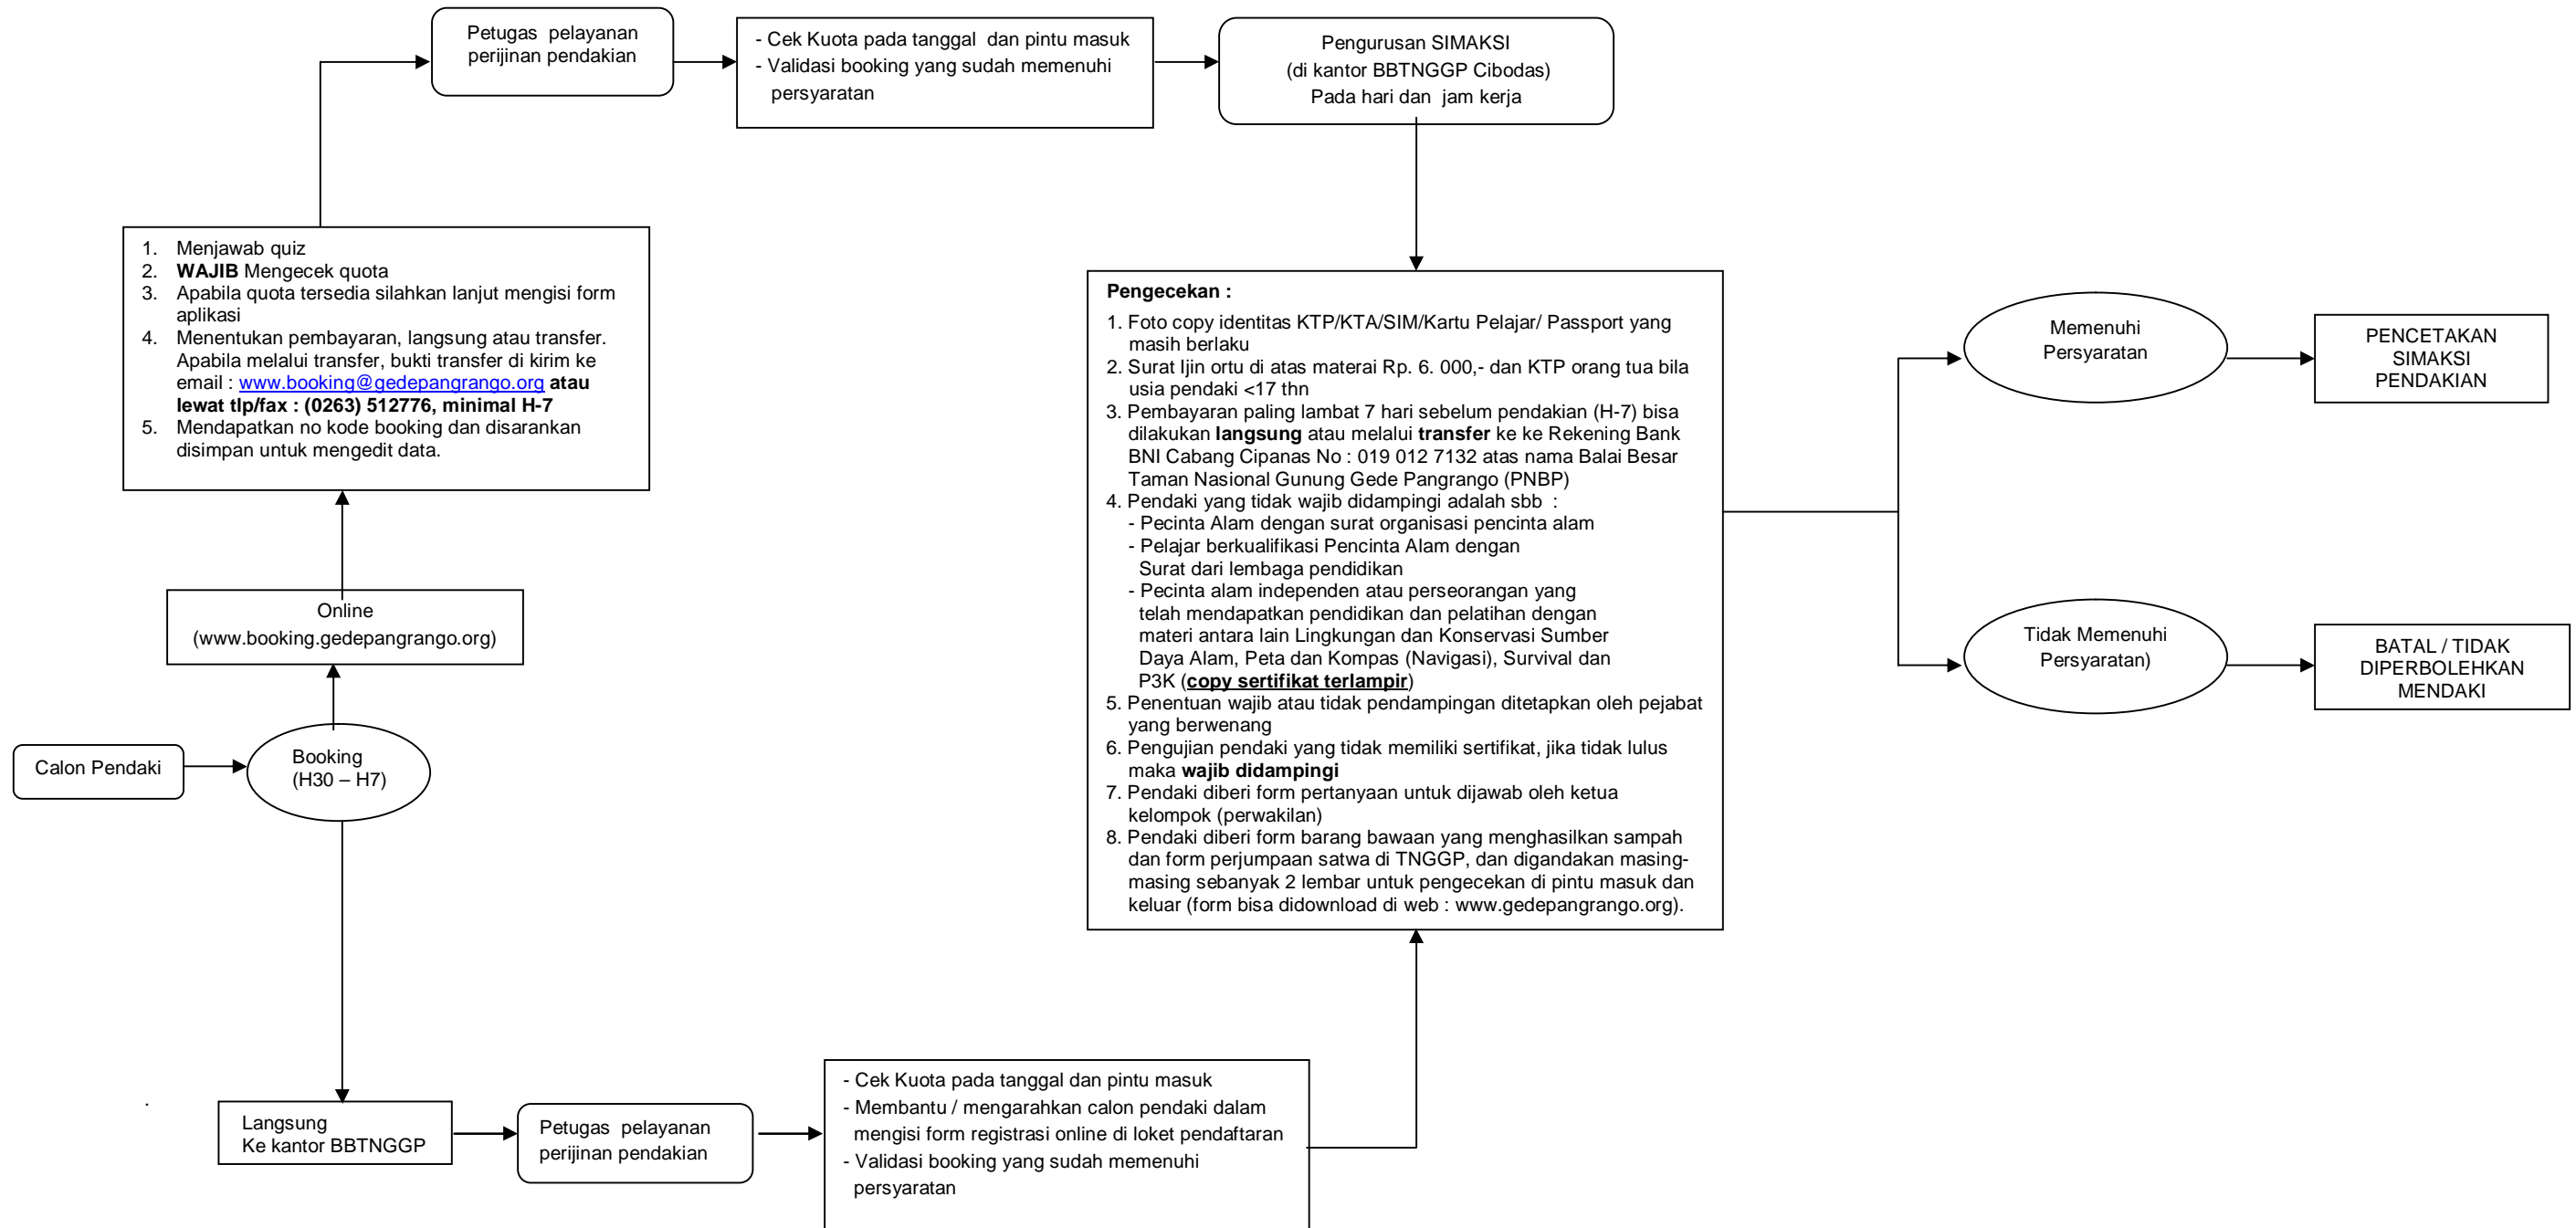 Petugas pelayanan
perijinan pendakian
- Cek Kuota pada tanggal dan pintu masuk
- Validasi booking yang sudah memenuhi
persyaratan
Pengurusan SIMAKSI
(di kantor BBTNGGP Cibodas)
Pada hari dan jam kerja
1. Menjawab quiz
2. WAJIB Mengecek quota
3. Apabila quota tersedia silahkan lanjut mengisi form
aplikasi
4. Menentukan pembayaran, langsung atau transfer.
Apabila melalui transfer, bukti transfer di kirim ke
email : www.booking@gedepangrango.org atau
lewat tlp/fax : (0263) 512776, minimal H-7
5. Mendapatkan no kode booking dan disarankan
disimpan untuk mengedit data.
Online
(www.booking.gedepangrango.org)
Calon Pendaki
Booking
(H30 – H7)
Langsung
Ke kantor BBTNGGP
Petugas pelayanan
perijinan pendakian
- Cek Kuota pada tanggal dan pintu masuk
- Membantu / mengarahkan calon pendaki dalam
mengisi form registrasi online di loket pendaftaran
- Validasi booking yang sudah memenuhi
persyaratan
Pengecekan :
1. Foto copy identitas KTP/KTA/SIM/Kartu Pelajar/ Passport yang
masih berlaku
2. Surat Ijin ortu di atas materai Rp. 6. 000,- dan KTP orang tua bila
usia pendaki <17 thn
3. Pembayaran paling lambat 7 hari sebelum pendakian (H-7) bisa
dilakukan langsung atau melalui transfer ke ke Rekening Bank
BNI Cabang Cipanas No : 019 012 7132 atas nama Balai Besar
Taman Nasional Gunung Gede Pangrango (PNBP)
4. Pendaki yang tidak wajib didampingi adalah sbb :
- Pecinta Alam dengan surat organisasi pencinta alam
- Pelajar berkualifikasi Pencinta Alam dengan
Surat dari lembaga pendidikan
- Pecinta alam independen atau perseorangan yang
telah mendapatkan pendidikan dan pelatihan dengan
materi antara lain Lingkungan dan Konservasi Sumber
Daya Alam, Peta dan Kompas (Navigasi), Survival dan
P3K (copy sertifikat terlampir)
5. Penentuan wajib atau tidak pendampingan ditetapkan oleh pejabat
yang berwenang
6. Pengujian pendaki yang tidak memiliki sertifikat, jika tidak lulus
maka wajib didampingi
7. Pendaki diberi form pertanyaan untuk dijawab oleh ketua
kelompok (perwakilan)
8. Pendaki diberi form barang bawaan yang menghasilkan sampah
dan form perjumpaan satwa di TNGGP, dan digandakan masing-
masing sebanyak 2 lembar untuk pengecekan di pintu masuk dan
keluar (form bisa didownload di web : www.gedepangrango.org).
Memenuhi
Persyaratan
PENCETAKAN
SIMAKSI
PENDAKIAN
Tidak Memenuhi
Persyaratan)
BATAL / TIDAK
DIPERBOLEHKAN
MENDAKI